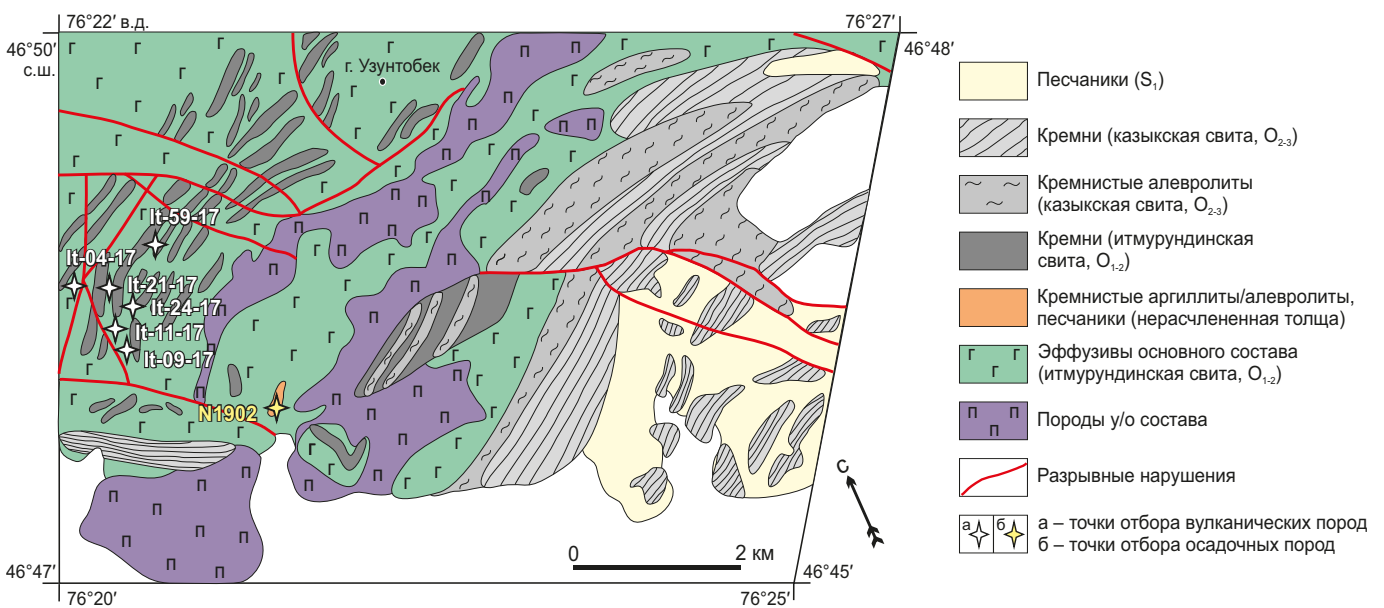 76°22′ в.д.
76°27′
46°50′
с.ш.
46°48′
г. Узунтобек
It-59-17
It-04-17
It-21-17
It-24-17
It-11-17
It-09-17
N1902
С
0 2 км
46°47′
46°45′
76°20′
76°25′
Песчаники (S₁)
Кремни (казыкская свита, O₂₋₃)
Кремнистые алевролиты
(казыкская свита, O₂₋₃)
Кремни (итмурундинская
свита, O₁₋₂)
Кремнистые аргиллиты/алевролиты,
песчаники (нерасчлененная толща)
Г Г
Г
Эффузивы основного состава
(итмурундинская свита, O₁₋₂)
П П
П
Породы у/о состава
Разрывные нарушения
а б
а – точки отбора вулканических пород
б – точки отбора осадочных пород